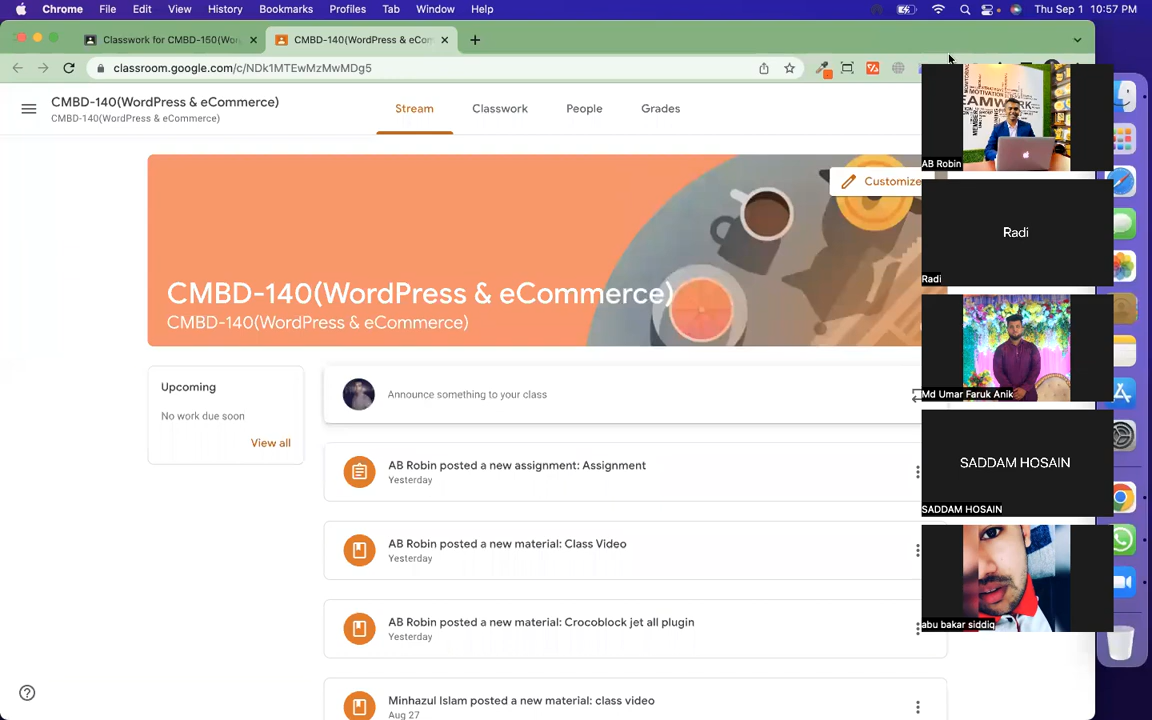 Chrome File Edit View History Bookmarks Profiles Tab Window Help Thu Sep 1 10:57 PM
Classwork for CMBD-150(Wor
CMBD-140(WordPress & eCom
classroom.google.com/c/NDk1MTEwMzMwMDg5
CMBD-140(WordPress & eCommerce)
CMBD-140(WordPress & eCommerce)
Stream Classwork People Grades
Customize
CMBD-140(WordPress & eCommerce)
CMBD-140(WordPress & eCommerce)
Upcoming
No work due soon
View all
Announce something to your class
AB Robin posted a new assignment: Assignment
Yesterday
AB Robin posted a new material: Class Video
Yesterday
AB Robin posted a new material: Crocoblock jet all plugin
Yesterday
Minhazul Islam posted a new material: class video
Aug 27
MOTIVATION
TEAMWORK
AB Robin
Radi
Radi
Md Umar Faruk Anik
SADDAM HOSAIN
SADDAM HOSAIN
abu bakar siddiq